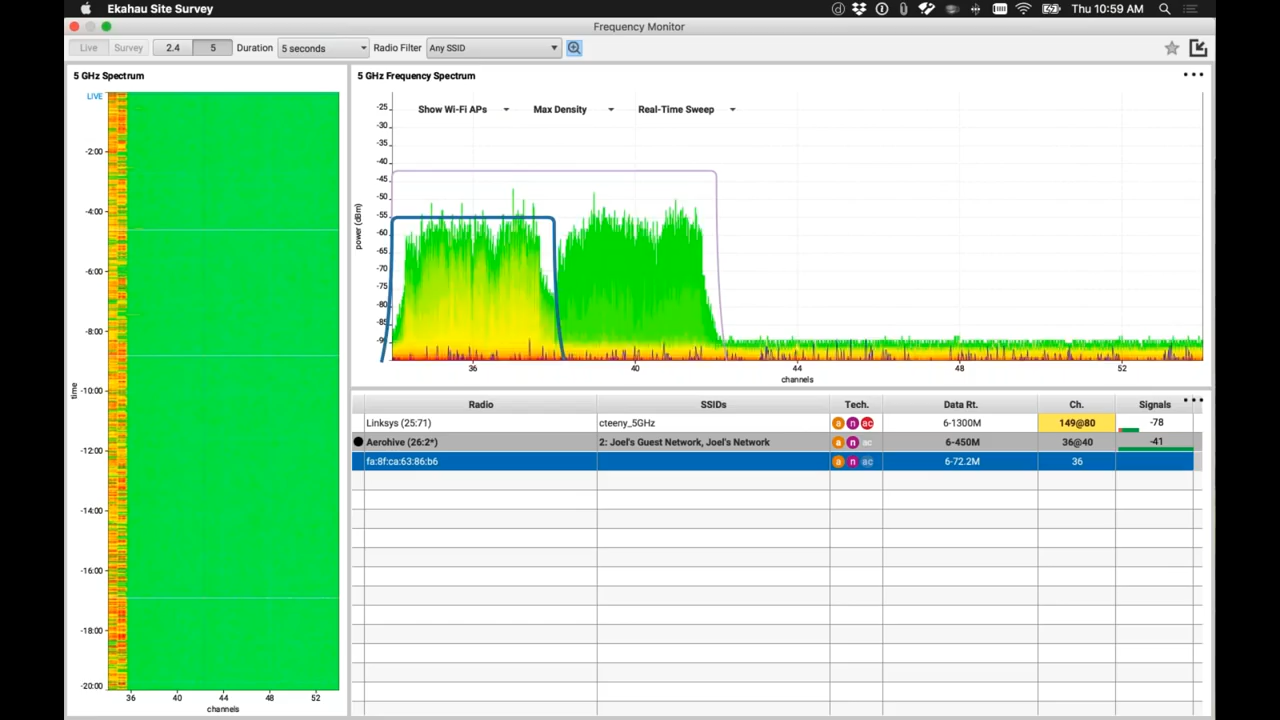 Ekahau Site Survey
Thu 10:59 AM
Frequency Monitor
Live Survey 2.4 5 Duration 5 seconds Radio Filter Any SSID
5 GHz Spectrum
LIVE
-2:00
-4:00
-6:00
-8:00
-10:00
-12:00
-14:00
-16:00
-18:00
-20:00
time
36 40 44 48 52
channels
5 GHz Frequency Spectrum
Show Wi-Fi APs Max Density Real-Time Sweep
-25
-30
-35
-40
-45
-50
-55
-60
-65
-70
-75
-80
-85
power (dBm)
36 40 44 48 52
channels
Radio SSIDs Tech. Data Rt. Ch. Signals
Linksys (25:71) cteeny_5GHz a n ac 6-1300M 149@80 -78
Aerohive (26:2*) 2: Joel's Guest Network, Joel's Network a n ac 6-450M 36@40 -41
fa:8f:ca:63:86:b6 a n ac 6-72.2M 36